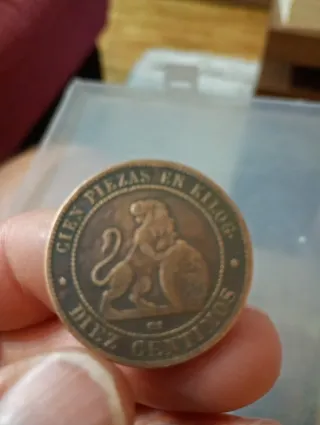 CIEN PIEZAS EN KILOG.
• DIEZ CENTIMOS •